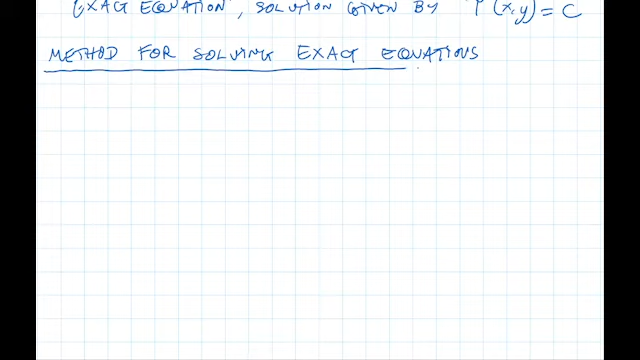 EXACT EQUATION, SOLUTION GIVEN BY Ψ(x,y) = C
METHOD FOR SOLVING EXACT EQUATIONS